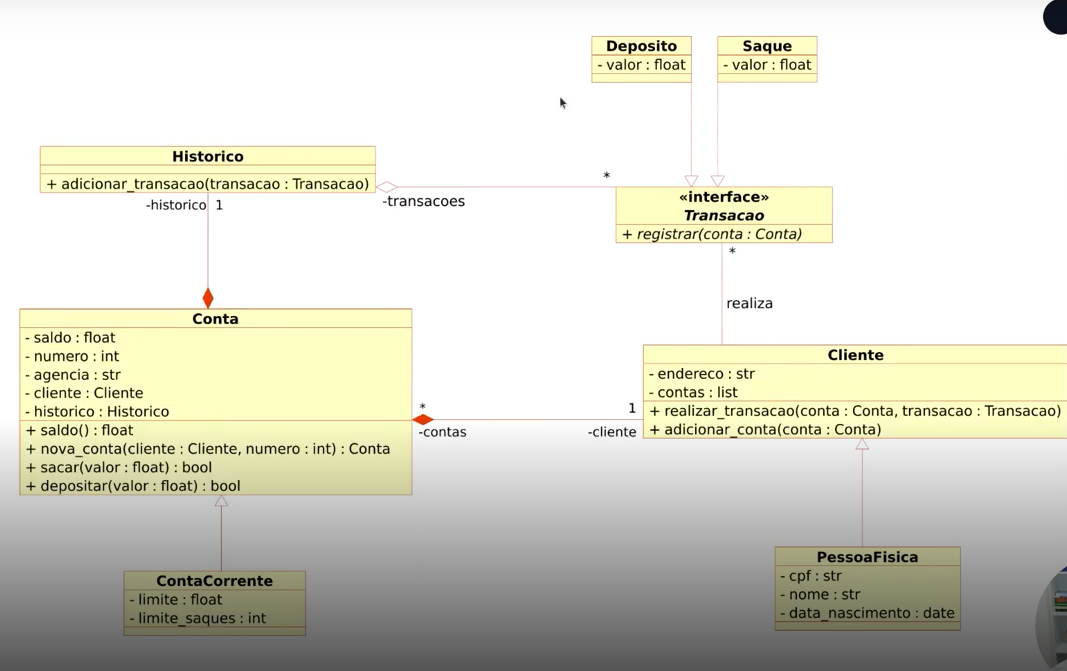 Deposito
- valor : float
Saque
- valor : float
Historico
+ adicionar_transacao(transacao : Transacao)
-historico 1
-transacoes
*
«interface»
Transacao
+ registrar(conta : Conta)
*
realiza
Conta
- saldo : float
- numero : int
- agencia : str
- cliente : Cliente
- historico : Historico
+ saldo() : float
+ nova_conta(cliente : Cliente, numero : int) : Conta
+ sacar(valor : float) : bool
+ depositar(valor : float) : bool
*
-contas
1
-cliente
Cliente
- endereco : str
- contas : list
+ realizar_transacao(conta : Conta, transacao : Transacao)
+ adicionar_conta(conta : Conta)
ContaCorrente
- limite : float
- limite_saques : int
PessoaFisica
- cpf : str
- nome : str
- data_nascimento : date